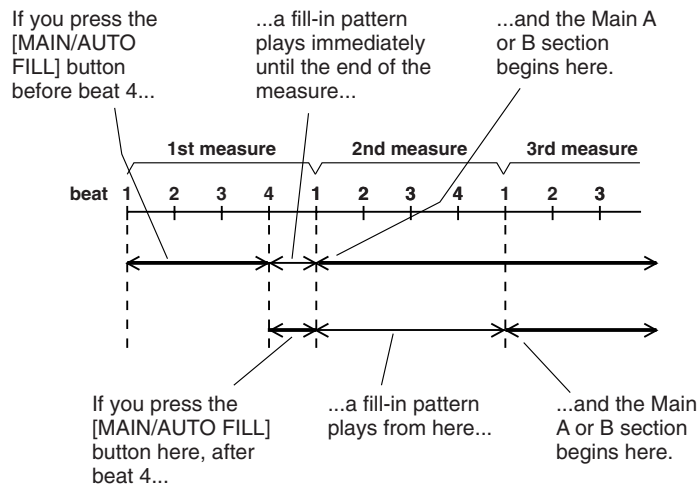 If you press the
[MAIN/AUTO
FILL] button
before beat 4...
...a fill-in pattern
plays immediately
until the end of the
measure...
...and the Main A
or B section
begins here.
1st measure 2nd measure 3rd measure
beat 1 2 3 4 1 2 3 4 1 2 3
If you press the
[MAIN/AUTO FILL]
button here, after
beat 4...
...a fill-in pattern
plays from here...
...and the Main
A or B section
begins here.